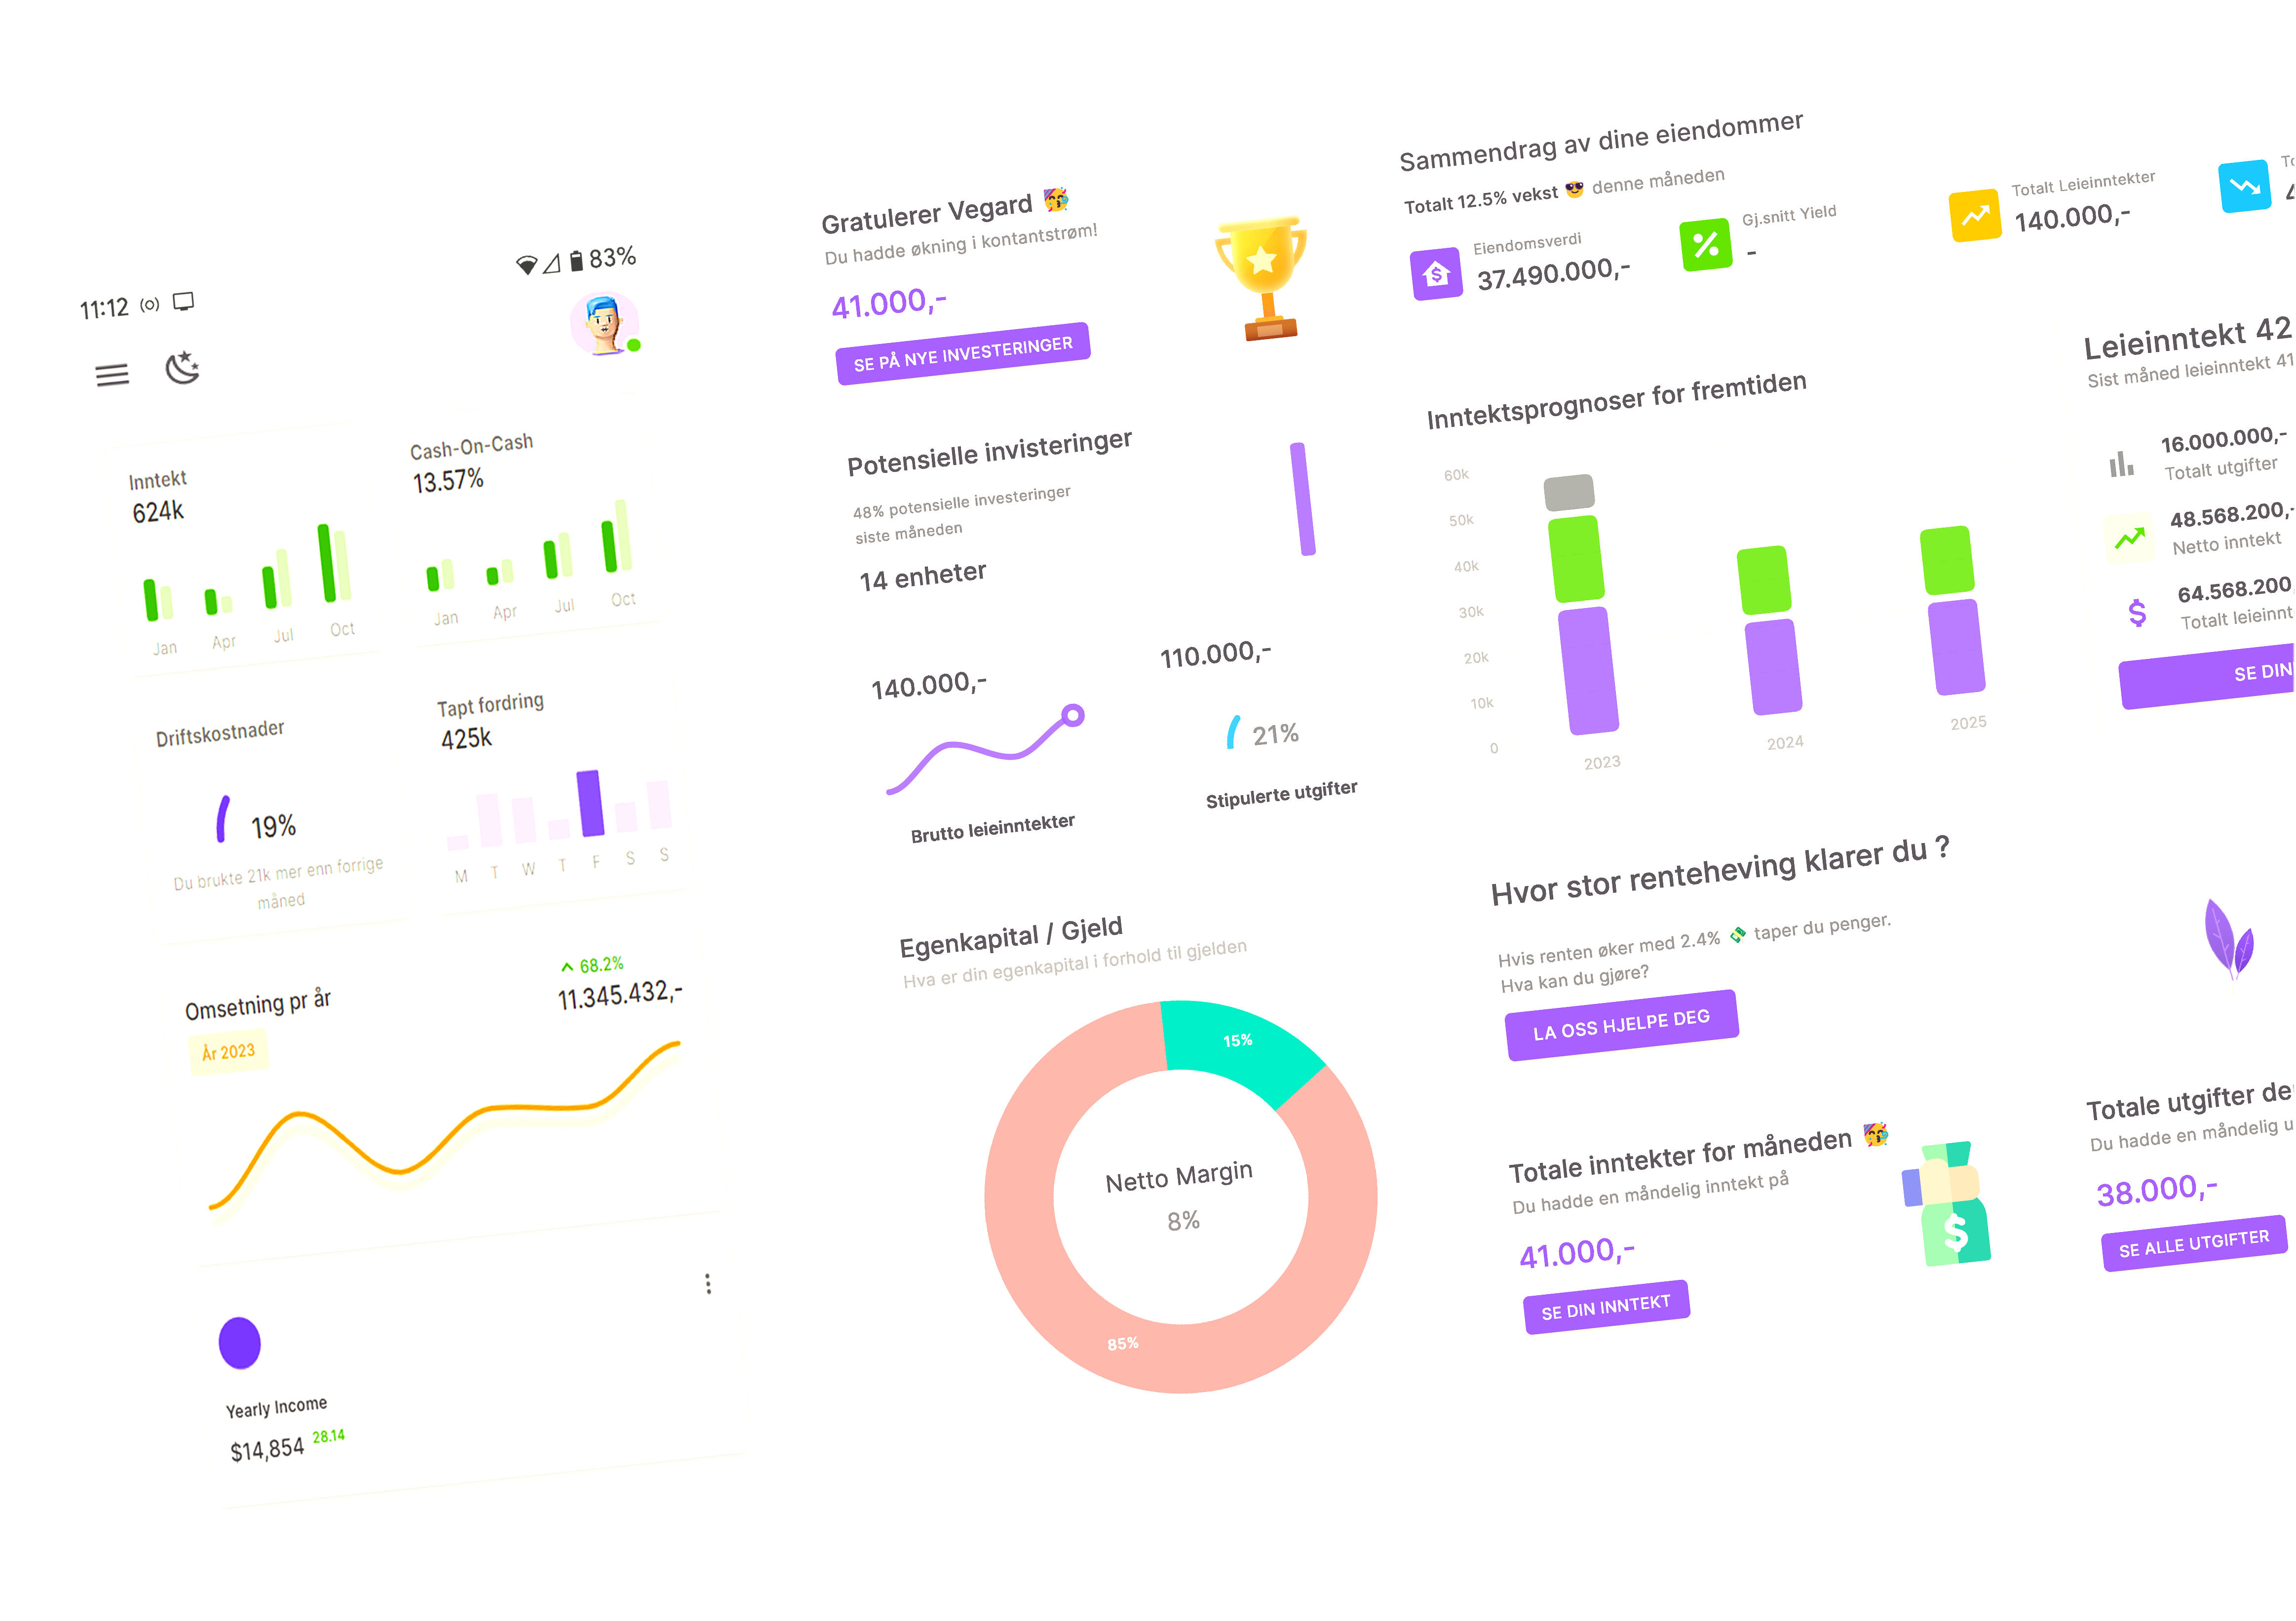 11:12
83%
Inntekt
624k
Jan Apr Jul Oct
Cash-On-Cash
13.57%
Jan Apr Jul Oct
Driftskostnader
19%
Du brukte 21k mer enn forrige
måned
Tapt fordring
425k
M T W T F S S
Omsetning pr år
År 2023
68.2%
11.345.432,-
Yearly Income
$14,854 28.14
Gratulerer Vegard
Du hadde økning i kontantstrøm!
41.000,-
SE PÅ NYE INVESTERINGER
Potensielle invisteringer
48% potensielle investeringer
siste måneden
14 enheter
140.000,-
Brutto leieinntekter
110.000,-
21%
Stipulerte utgifter
Egenkapital / Gjeld
Hva er din egenkapital i forhold til gjelden
15%
Netto Margin
8%
85%
Sammendrag av dine eiendommer
Totalt 12.5% vekst 😎 denne måneden
Eiendomsverdi
37.490.000,-
Gj.snitt Yield
-
Totalt Leieinntekter
140.000,-
Inntektsprognoser for fremtiden
60k
50k
40k
30k
20k
10k
0
2023 2024 2025
Leieinntekt 42
Sist måned leieinntekt 41
16.000.000,-
Totalt utgifter
48.568.200,-
Netto inntekt
64.568.200,
Totalt leieinnt
SE DIN
Hvor stor renteheving klarer du ?
Hvis renten øker med 2.4% 💸 taper du penger.
Hva kan du gjøre?
LA OSS HJELPE DEG
Totale inntekter for måneden
Du hadde en måndelig inntekt på
41.000,-
SE DIN INNTEKT
Totale utgifter de
Du hadde en måndelig u
38.000,-
SE ALLE UTGIFTER